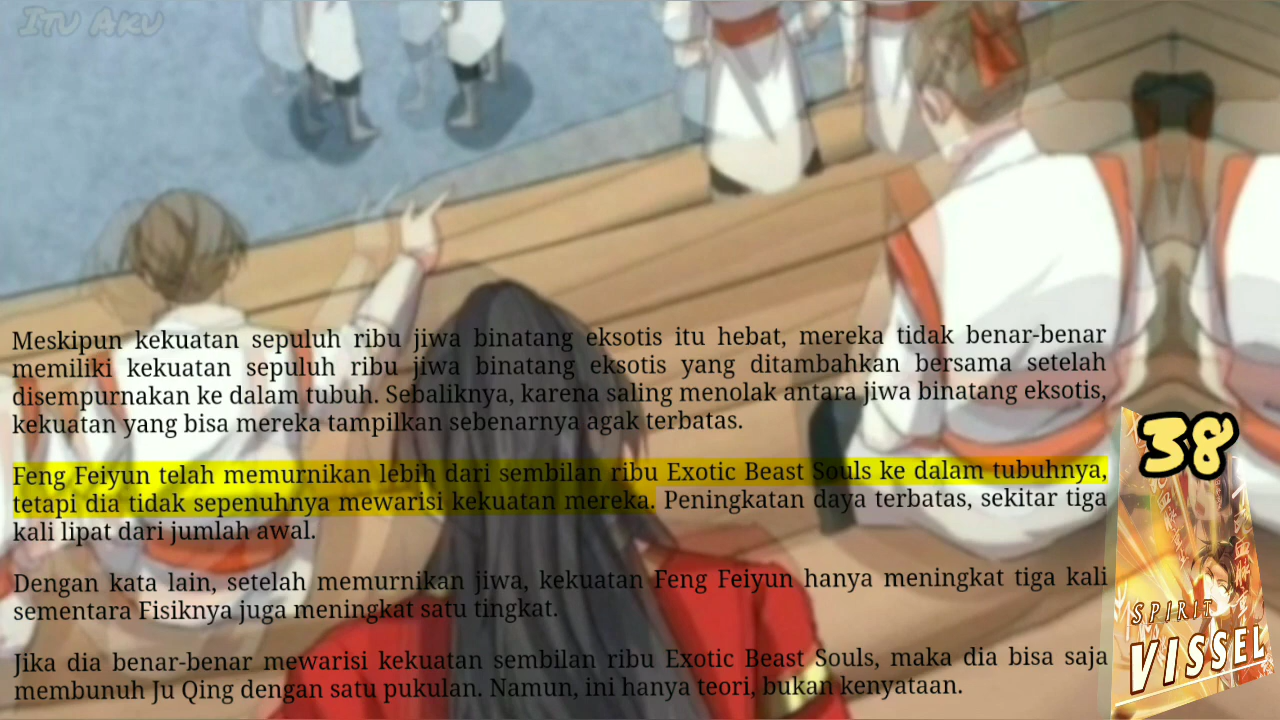 Itu Aku
Meskipun kekuatan sepuluh ribu jiwa binatang eksotis itu hebat, mereka tidak benar-benar
memiliki kekuatan sepuluh ribu jiwa binatang eksotis yang ditambahkan bersama setelah
disempurnakan ke dalam tubuh. Sebaliknya, karena saling menolak antara jiwa binatang eksotis,
kekuatan yang bisa mereka tampilkan sebenarnya agak terbatas.
Feng Feiyun telah memurnikan lebih dari sembilan ribu Exotic Beast Souls ke dalam tubuhnya,
tetapi dia tidak sepenuhnya mewarisi kekuatan mereka. Peningkatan daya terbatas, sekitar tiga
kali lipat dari jumlah awal.
Dengan kata lain, setelah memurnikan jiwa, kekuatan Feng Feiyun hanya meningkat tiga kali
sementara Fisiknya juga meningkat satu tingkat.
Jika dia benar-benar mewarisi kekuatan sembilan ribu Exotic Beast Souls, maka dia bisa saja
membunuh Ju Qing dengan satu pukulan. Namun, ini hanya teori, bukan kenyataan.
38
SPIRIT
VISSEL